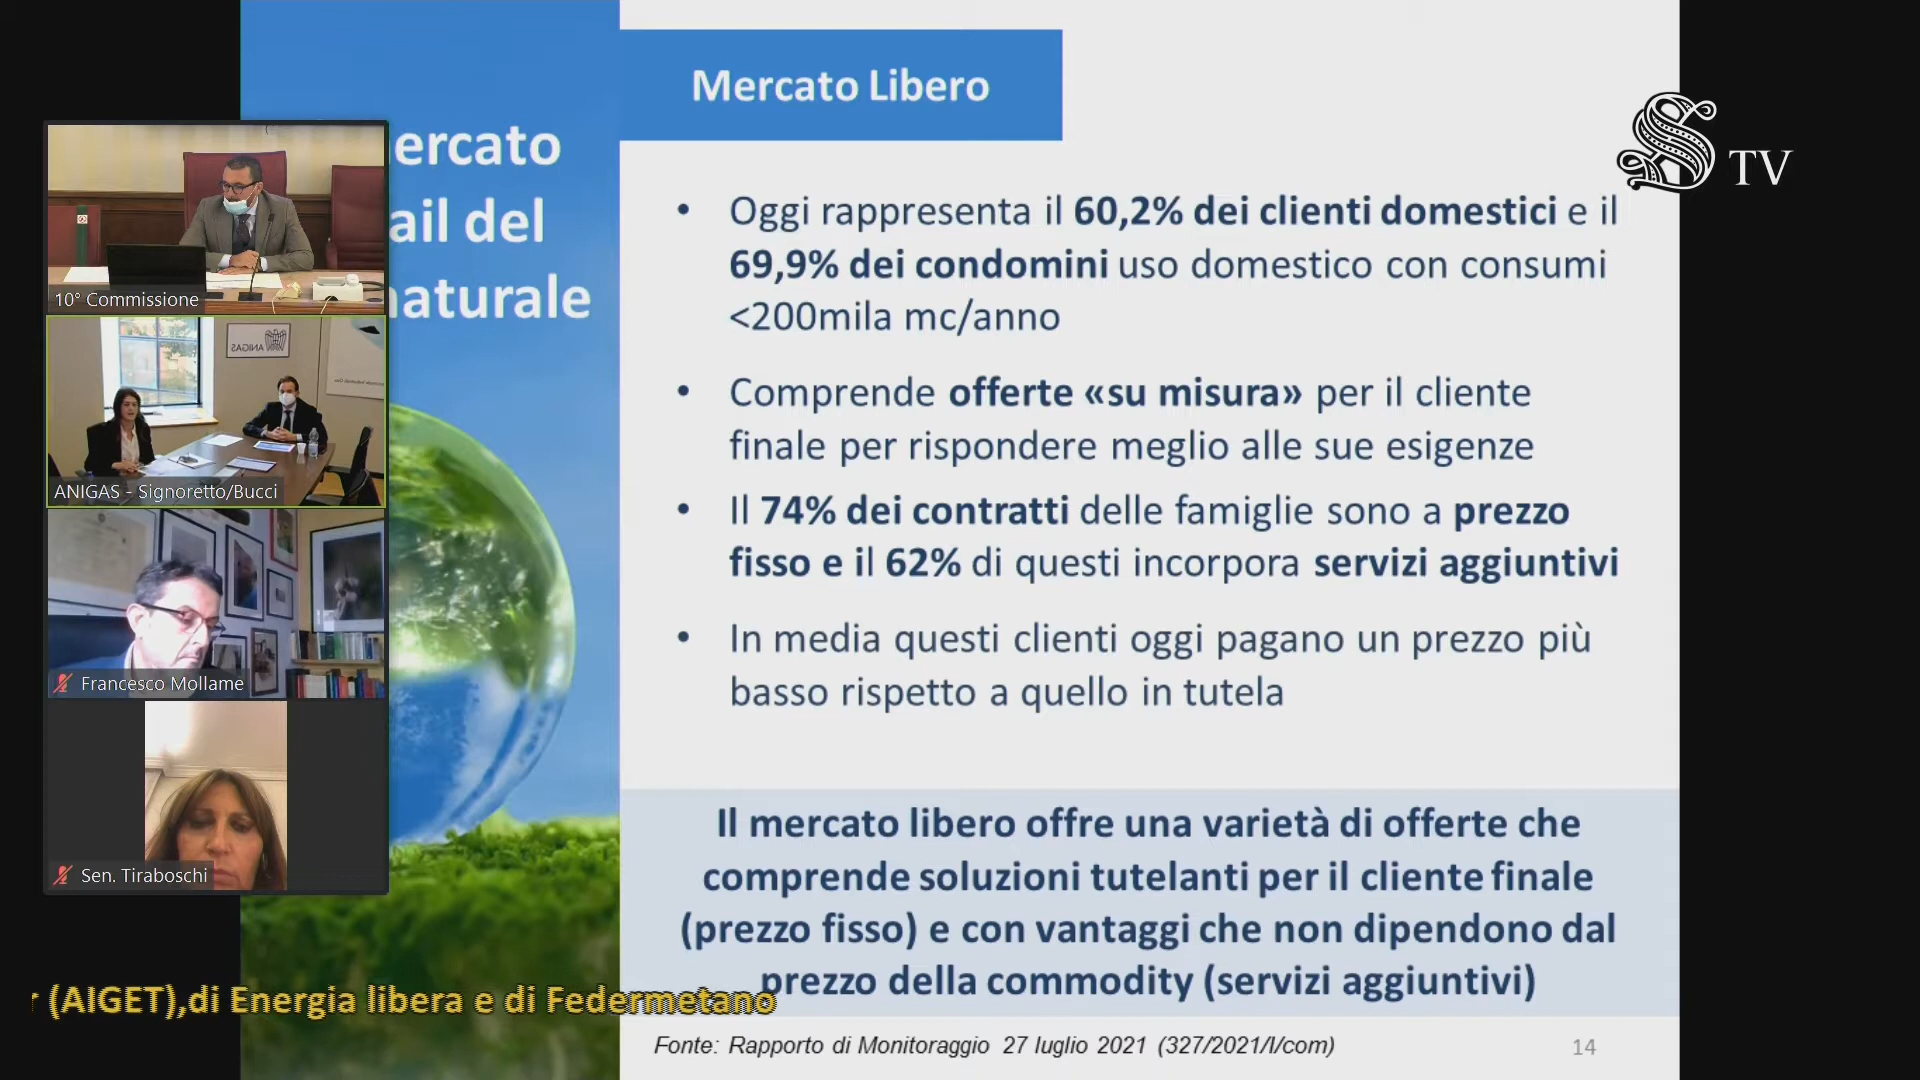 Mercato Libero
ercato
ail del
naturale
TV
10° Commissione
ANIGAS
ANIGAS - Signoretto/Bucci
Francesco Mollame
Sen. Tiraboschi
• Oggi rappresenta il 60,2% dei clienti domestici e il
69,9% dei condomini uso domestico con consumi
<200mila mc/anno
• Comprende offerte «su misura» per il cliente
finale per rispondere meglio alle sue esigenze
• Il 74% dei contratti delle famiglie sono a prezzo
fisso e il 62% di questi incorpora servizi aggiuntivi
• In media questi clienti oggi pagano un prezzo più
basso rispetto a quello in tutela
Il mercato libero offre una varietà di offerte che
comprende soluzioni tutelanti per il cliente finale
(prezzo fisso) e con vantaggi che non dipendono dal
prezzo della commodity (servizi aggiuntivi)
r (AIGET),di Energia libera e di Federmetano
Fonte: Rapporto di Monitoraggio 27 luglio 2021 (327/2021/I/com)
14